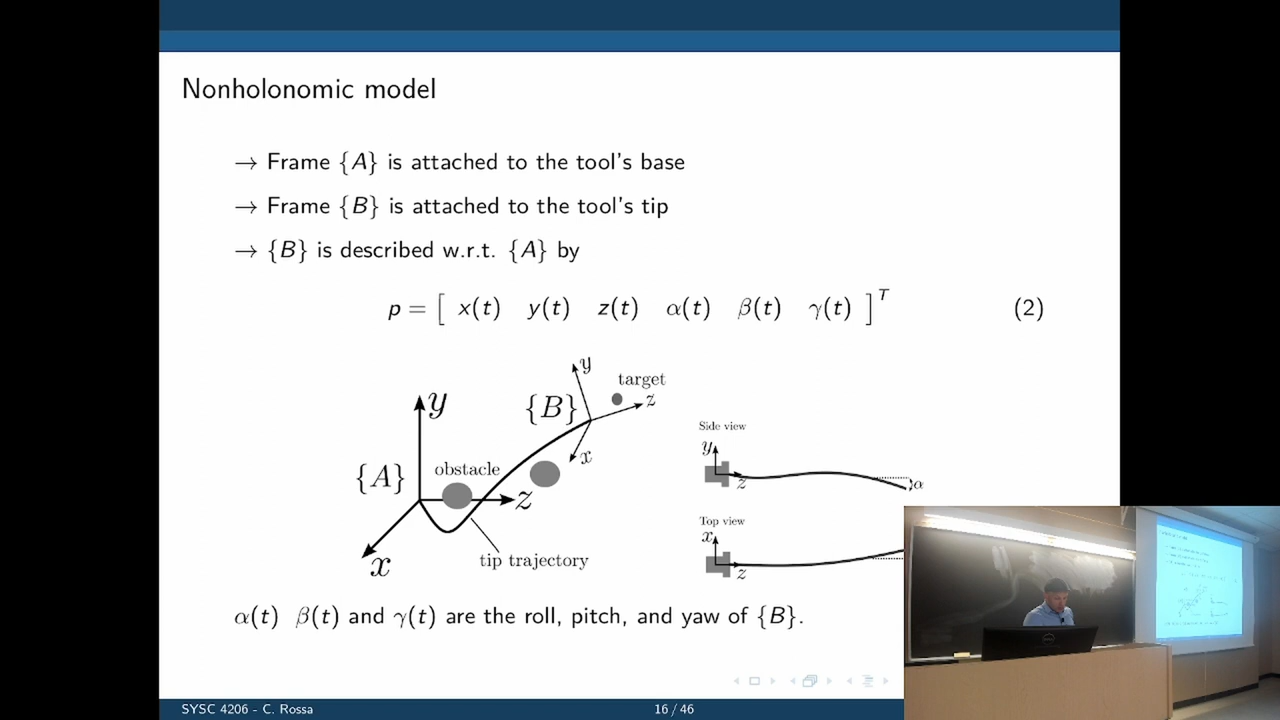 Nonholonomic model
→ Frame {A} is attached to the tool's base
→ Frame {B} is attached to the tool's tip
→ {B} is described w.r.t. {A} by
p = [ x(t) y(t) z(t) α(t) β(t) γ(t) ]ᵀ (2)
y
target
{B}
z
y
obstacle
x
{A}
z
x
tip trajectory
Side view
y
z
α
Top view
x
z
α(t) β(t) and γ(t) are the roll, pitch, and yaw of {B}.
SYSC 4206 - C. Rossa 16 / 46